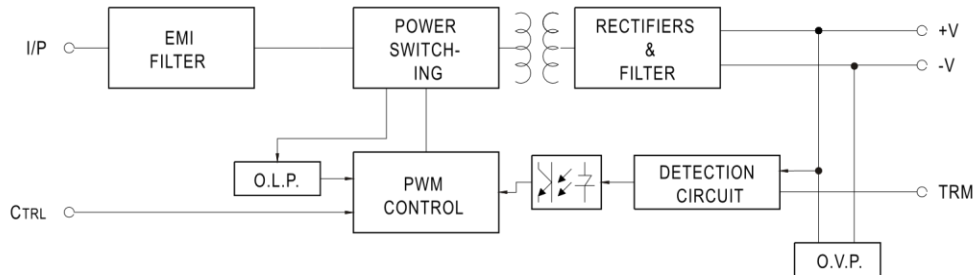 I/P
EMI
FILTER
POWER
SWITCH-
ING
RECTIFIERS
&
FILTER
+V
-V
O.L.P.
PWM
CONTROL
DETECTION
CIRCUIT
TRM
CTRL
O.V.P.